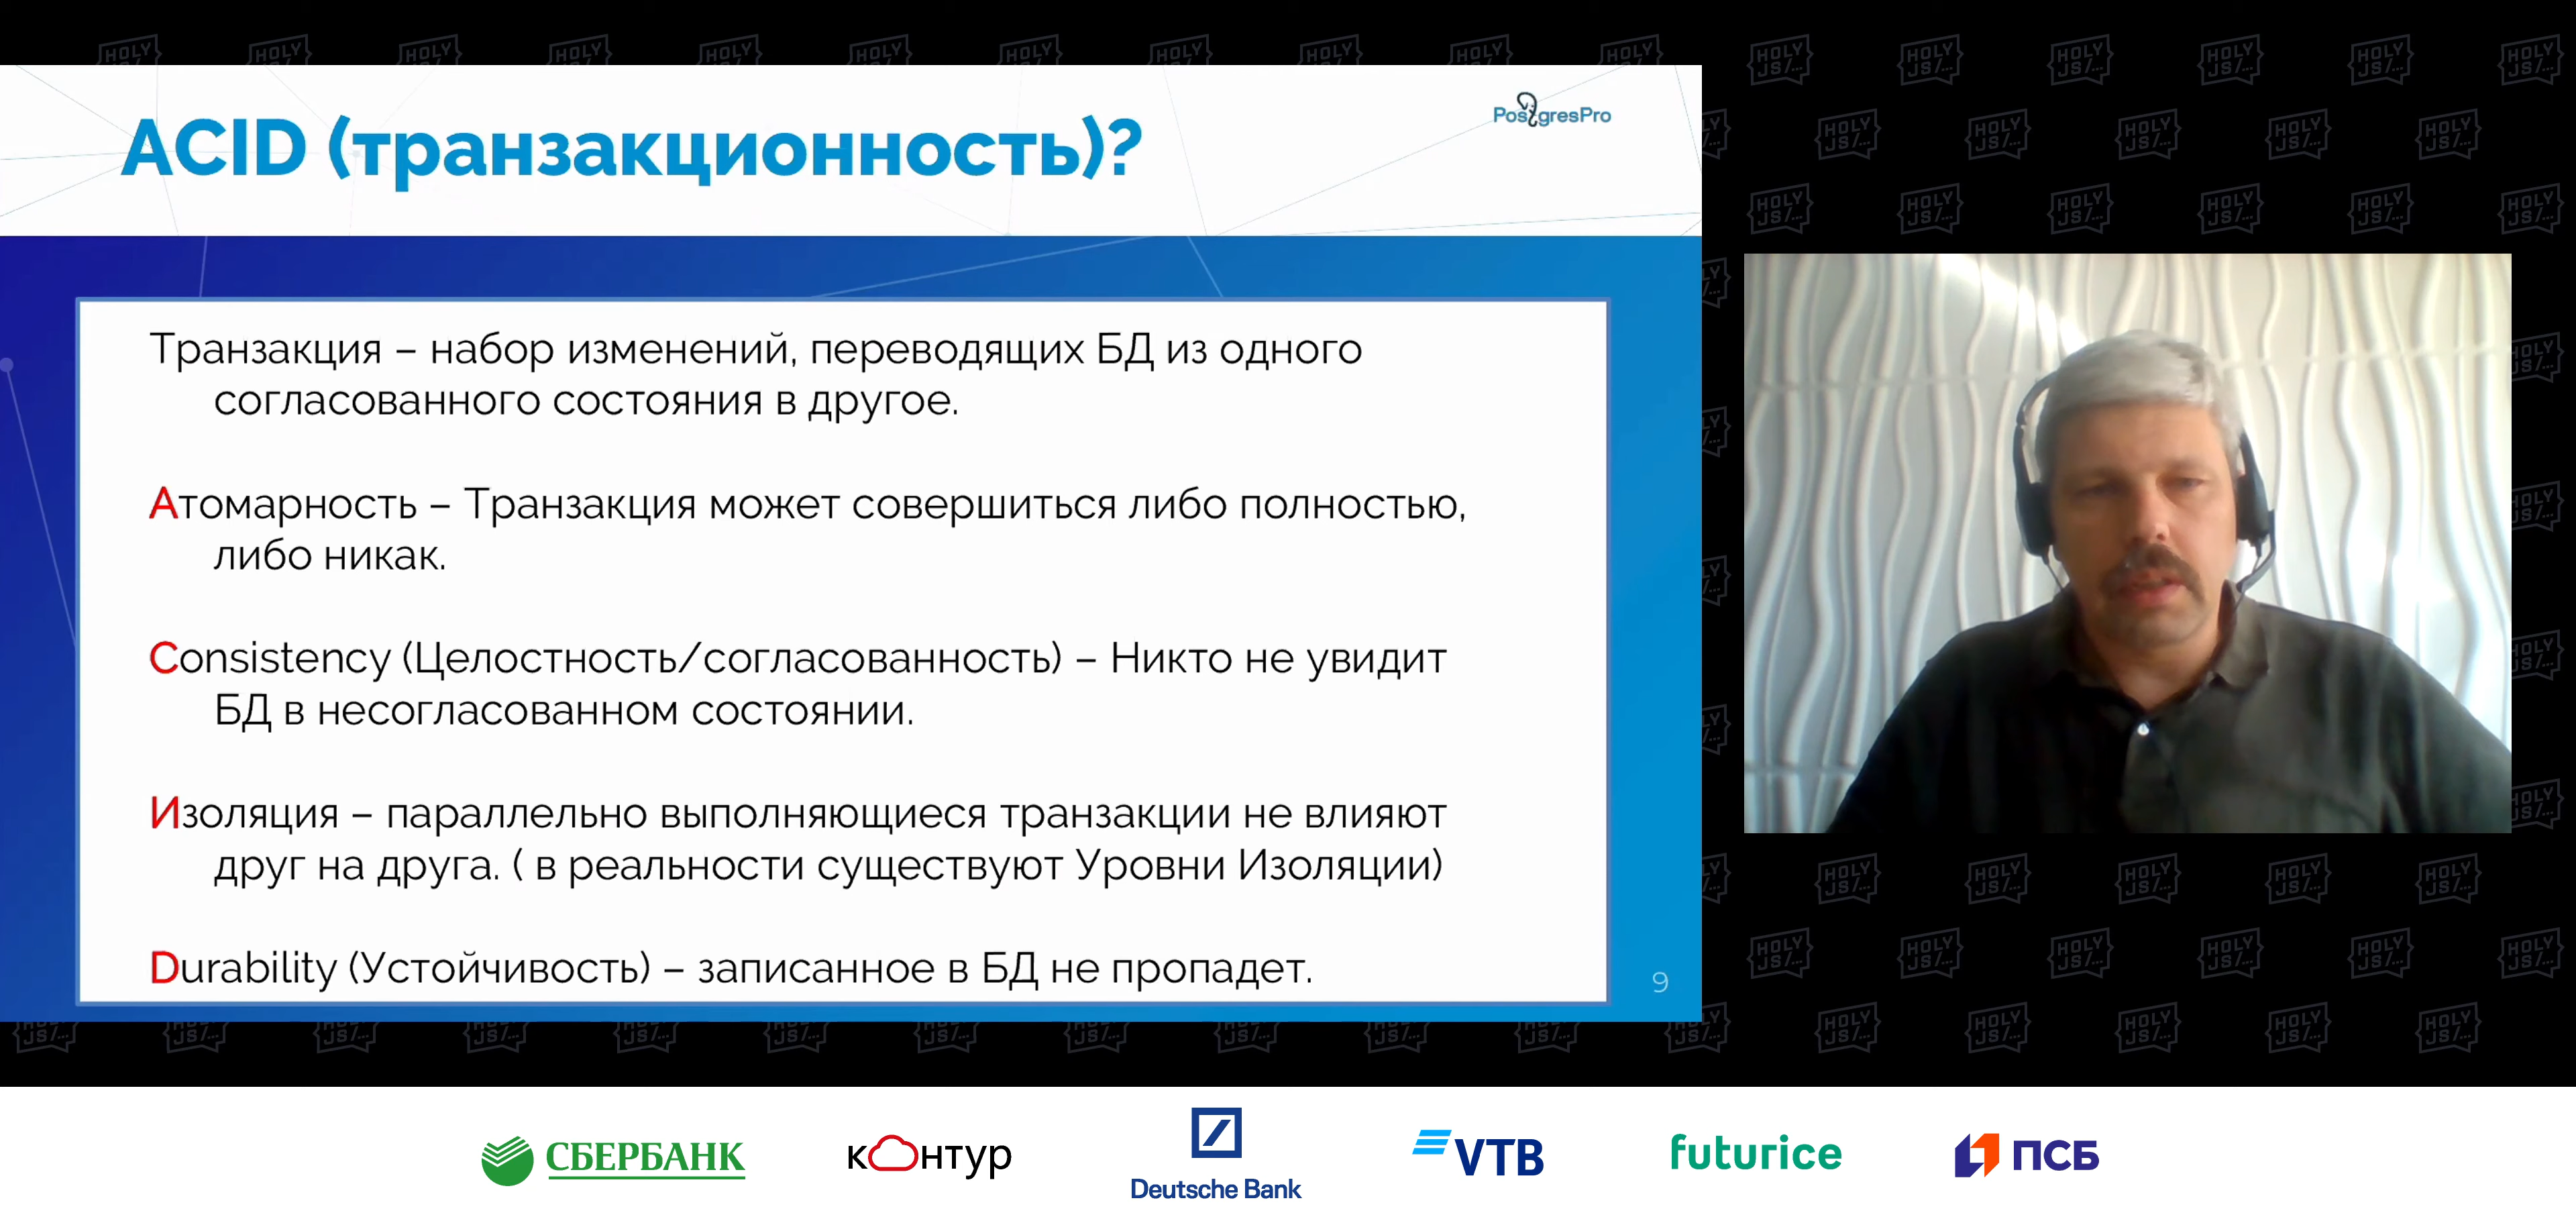 ACID (транзакционность)?
PostgresPro
Транзакция – набор изменений, переводящих БД из одного
согласованного состояния в другое.
Атомарность – Транзакция может совершиться либо полностью,
либо никак.
Consistency (Целостность/согласованность) – Никто не увидит
БД в несогласованном состоянии.
Изоляция – параллельно выполняющиеся транзакции не влияют
друг на друга. ( в реальности существуют Уровни Изоляции)
Durability (Устойчивость) – записанное в БД не пропадет.
9
HOLY
JS/...
СБЕРБАНК
контур
Deutsche Bank
VTB
futurice
ПСБ